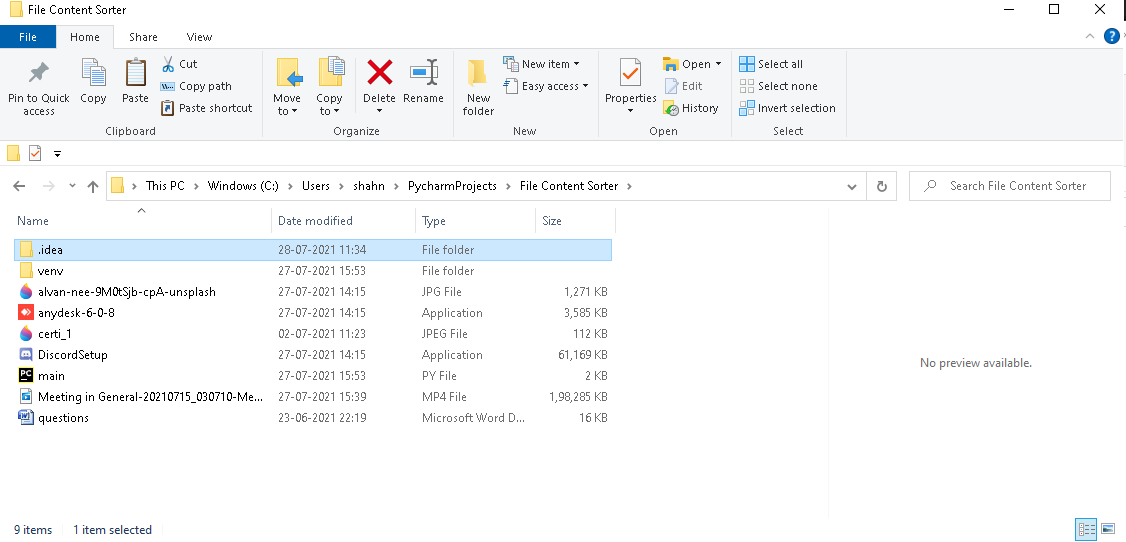 File Content Sorter
File Home Share View
Pin to Quick access
Copy
Paste
Cut
Copy path
Paste shortcut
Clipboard
Move to
Copy to
Delete
Rename
Organize
New folder
New item
Easy access
New
Properties
Open
Edit
History
Open
Select all
Select none
Invert selection
Select
This PC > Windows (C:) > Users > shahn > PycharmProjects > File Content Sorter >
Search File Content Sorter
Name Date modified Type Size
.idea 28-07-2021 11:34 File folder
venv 27-07-2021 15:53 File folder
alvan-nee-9M0tSjb-cpA-unsplash 27-07-2021 14:15 JPG File 1,271 KB
anydesk-6-0-8 27-07-2021 14:15 Application 3,585 KB
certi_1 02-07-2021 11:23 JPEG File 112 KB
DiscordSetup 27-07-2021 14:15 Application 61,169 KB
PC main 27-07-2021 15:53 PY File 2 KB
Meeting in General-20210715_030710-Me... 27-07-2021 15:39 MP4 File 1,98,285 KB
questions 23-06-2021 22:19 Microsoft Word D... 16 KB
No preview available.
9 items 1 item selected